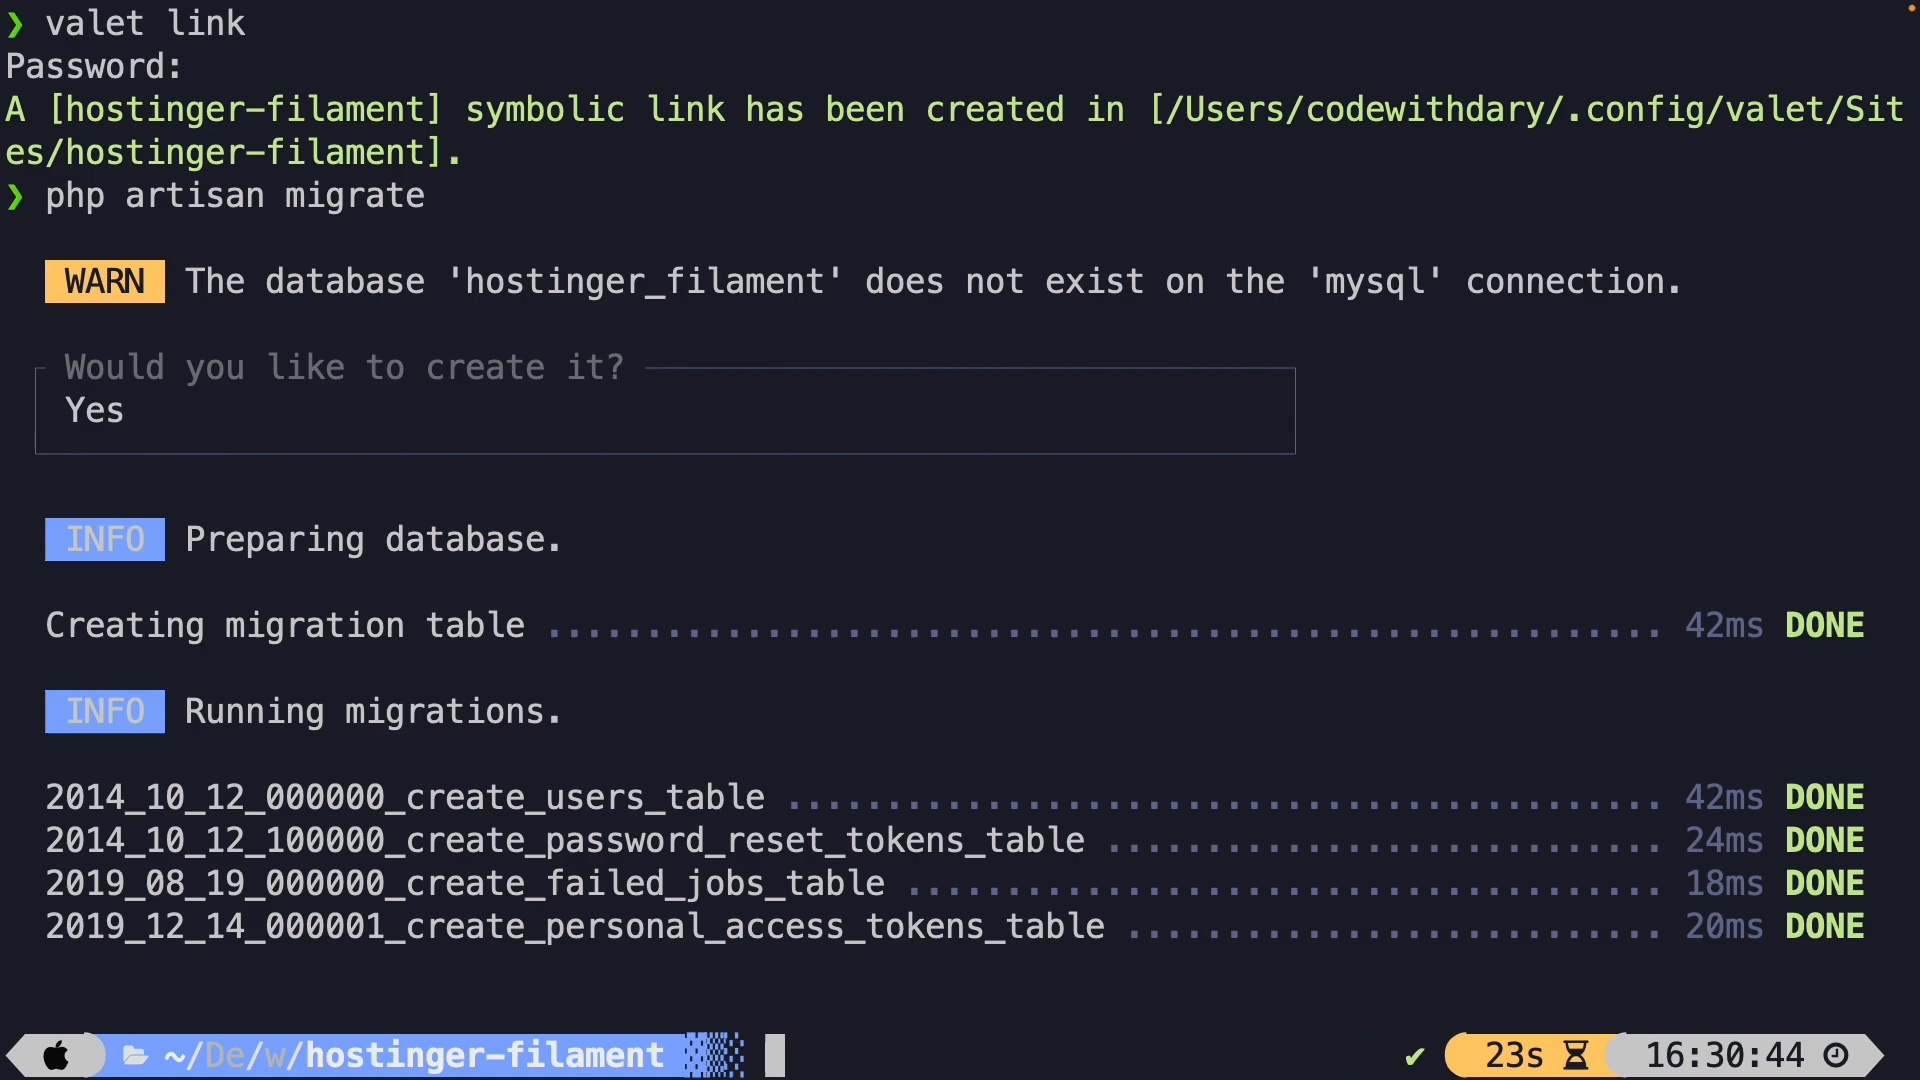 ❯ valet link
Password:
A [hostinger-filament] symbolic link has been created in [/Users/codewithdary/.config/valet/Sit
es/hostinger-filament].
❯ php artisan migrate
WARN The database 'hostinger_filament' does not exist on the 'mysql' connection.
Would you like to create it?
Yes
INFO Preparing database.
Creating migration table ........................................................ 42ms DONE
INFO Running migrations.
2014_10_12_000000_create_users_table ............................................ 42ms DONE
2014_10_12_100000_create_password_reset_tokens_table ............................ 24ms DONE
2019_08_19_000000_create_failed_jobs_table ...................................... 18ms DONE
2019_12_14_000001_create_personal_access_tokens_table ........................... 20ms DONE
~/De/w/hostinger-filament ✔ 23s 16:30:44